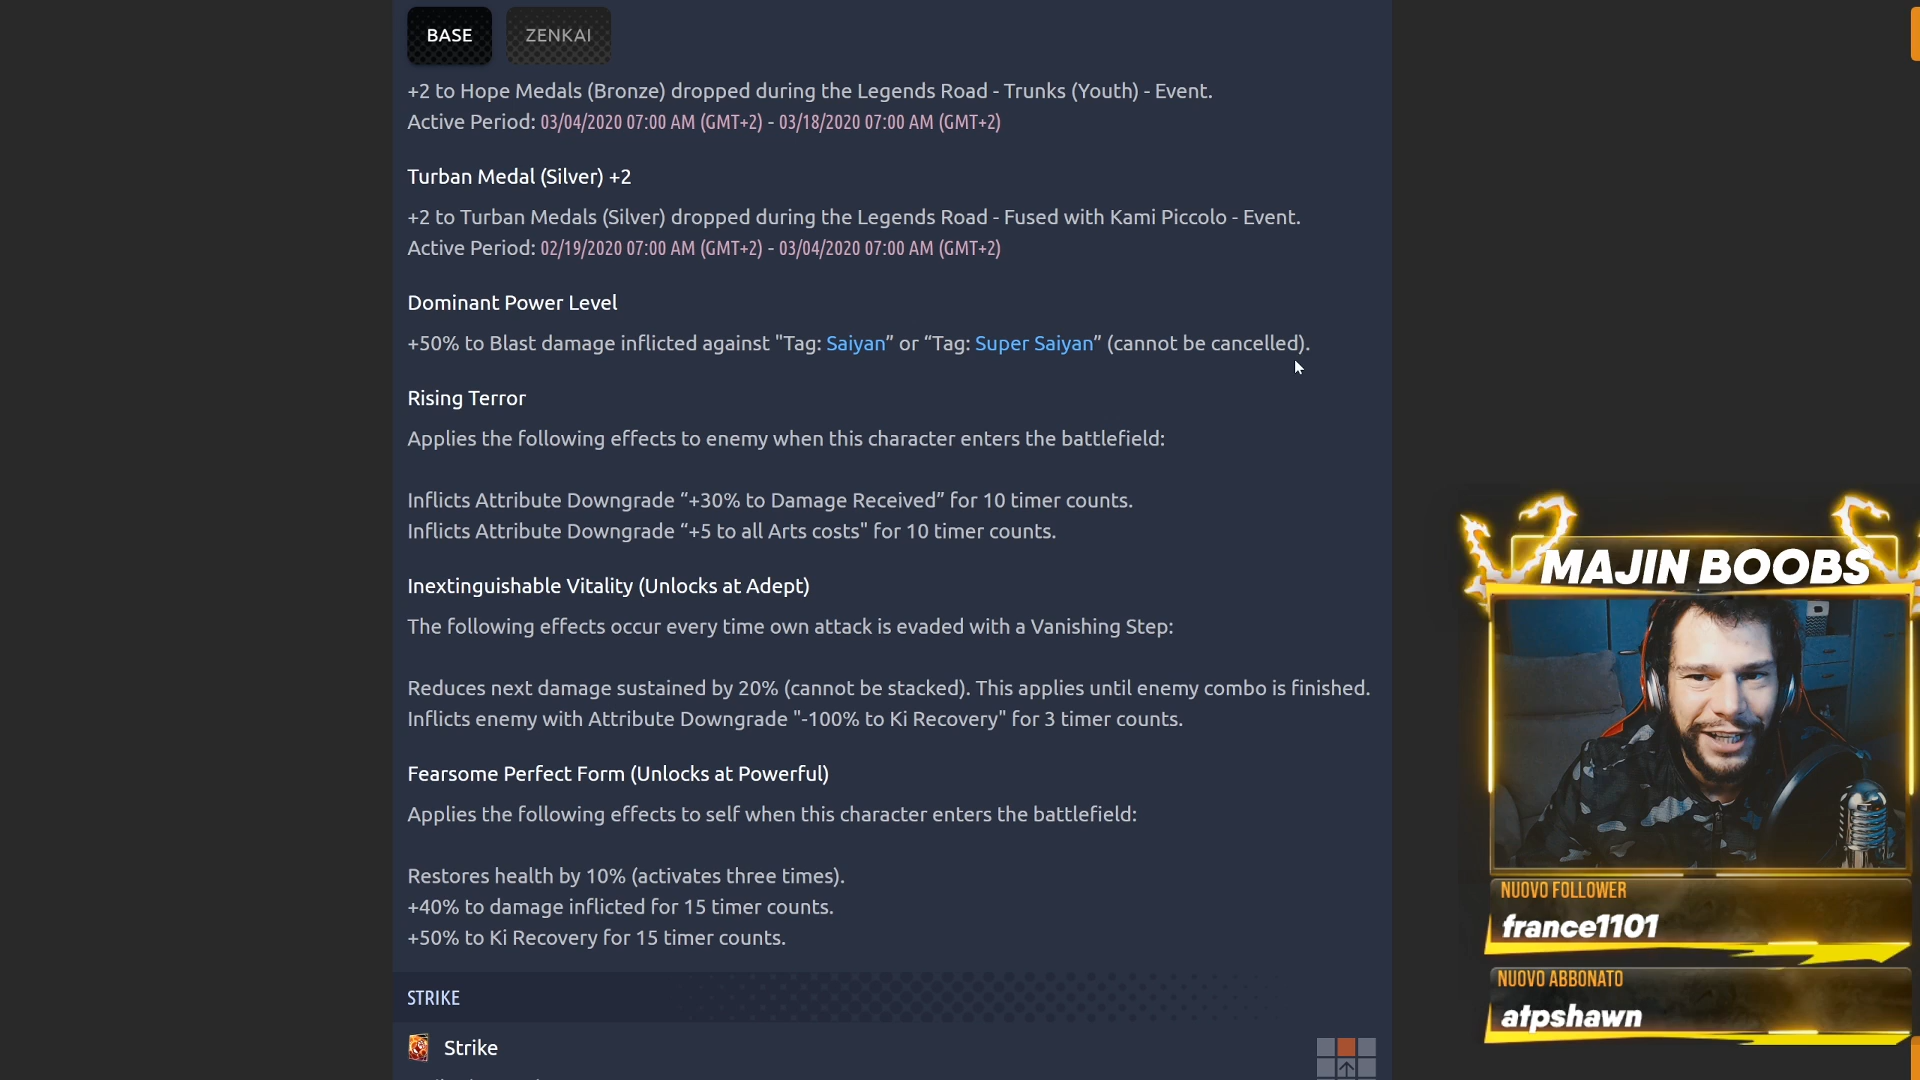 BASE
ZENKAI
+2 to Hope Medals (Bronze) dropped during the Legends Road - Trunks (Youth) - Event.
Active Period: 03/04/2020 07:00 AM (GMT+2) - 03/18/2020 07:00 AM (GMT+2)
Turban Medal (Silver) +2
+2 to Turban Medals (Silver) dropped during the Legends Road - Fused with Kami Piccolo - Event.
Active Period: 02/19/2020 07:00 AM (GMT+2) - 03/04/2020 07:00 AM (GMT+2)
Dominant Power Level
+50% to Blast damage inflicted against "Tag: Saiyan” or “Tag: Super Saiyan” (cannot be cancelled).
Rising Terror
Applies the following effects to enemy when this character enters the battlefield:
Inflicts Attribute Downgrade “+30% to Damage Received” for 10 timer counts.
Inflicts Attribute Downgrade “+5 to all Arts costs" for 10 timer counts.
Inextinguishable Vitality (Unlocks at Adept)
The following effects occur every time own attack is evaded with a Vanishing Step:
Reduces next damage sustained by 20% (cannot be stacked). This applies until enemy combo is finished.
Inflicts enemy with Attribute Downgrade "-100% to Ki Recovery" for 3 timer counts.
Fearsome Perfect Form (Unlocks at Powerful)
Applies the following effects to self when this character enters the battlefield:
Restores health by 10% (activates three times).
+40% to damage inflicted for 15 timer counts.
+50% to Ki Recovery for 15 timer counts.
STRIKE
Strike
MAJIN BOOBS
NUOVO FOLLOWER
france1101
NUOVO ABBONATO
atpshawn